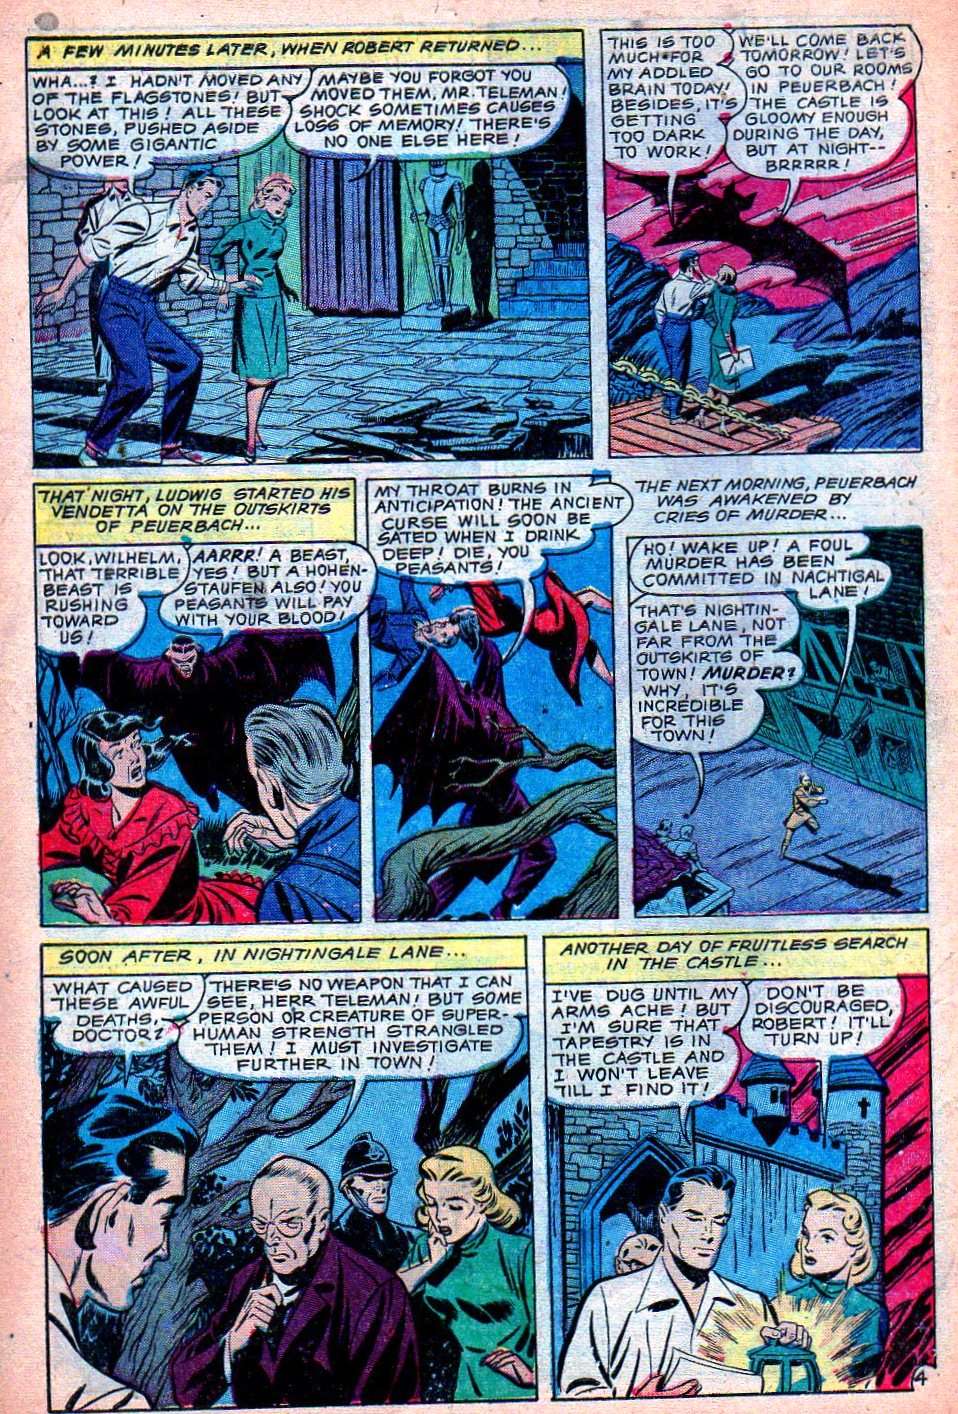 A FEW MINUTES LATER, WHEN ROBERT RETURNED...
WHA...? I HADN'T MOVED ANY
OF THE FLAGSTONES! BUT
LOOK AT THIS! ALL THESE
STONES, PUSHED ASIDE
BY SOME GIGANTIC
POWER!
MAYBE YOU FORGOT YOU
MOVED THEM, MR. TELEMAN!
SHOCK SOMETIMES CAUSES
LOSS OF MEMORY! THERE'S
NO ONE ELSE HERE!
THIS IS TOO
MUCH FOR
MY ADDLED
BRAIN TODAY!
BESIDES, IT'S
GETTING
TOO DARK
TO WORK!
WE'LL COME BACK
TOMORROW! LET'S
GO TO OUR ROOMS
IN PEUERBACH!
THE CASTLE IS
GLOOMY ENOUGH
DURING THE DAY,
BUT AT NIGHT--
BRRRRR!
THAT NIGHT, LUDWIG STARTED HIS
VENDETTA ON THE OUTSKIRTS
OF PEUERBACH...
LOOK, WILHELM,
THAT TERRIBLE
BEAST IS
RUSHING
TOWARD
US!
AARRR! A BEAST,
YES! BUT A HOHEN-
STAUFEN ALSO! YOU
PEASANTS WILL PAY
WITH YOUR BLOOD!
MY THROAT BURNS IN
ANTICIPATION! THE ANCIENT
CURSE WILL SOON BE
SATED WHEN I DRINK
DEEP! DIE, YOU
PEASANTS!
THE NEXT MORNING, PEUERBACH
WAS AWAKENED BY
CRIES OF MURDER...
HO! WAKE UP! A FOUL
MURDER HAS BEEN
COMMITTED IN NACHTIGAL
LANE!
THAT'S NIGHTIN-
GALE LANE, NOT
FAR FROM THE
OUTSKIRTS OF
TOWN! MURDER?
WHY, IT'S
INCREDIBLE
FOR THIS
TOWN!
SOON AFTER, IN NIGHTINGALE LANE...
WHAT CAUSED
THESE AWFUL
DEATHS,
DOCTOR?
THERE'S NO WEAPON THAT I CAN
SEE, HERR TELEMAN! BUT SOME
PERSON OR CREATURE OF SUPER-
HUMAN STRENGTH STRANGLED
THEM! I MUST INVESTIGATE
FURTHER IN TOWN!
ANOTHER DAY OF FRUITLESS SEARCH
IN THE CASTLE...
I'VE DUG UNTIL MY
ARMS ACHE! BUT
I'M SURE THAT
TAPESTRY IS IN
THE CASTLE AND
I WON'T LEAVE
TILL I FIND IT!
DON'T BE
DISCOURAGED,
ROBERT! IT'LL
TURN UP!
4